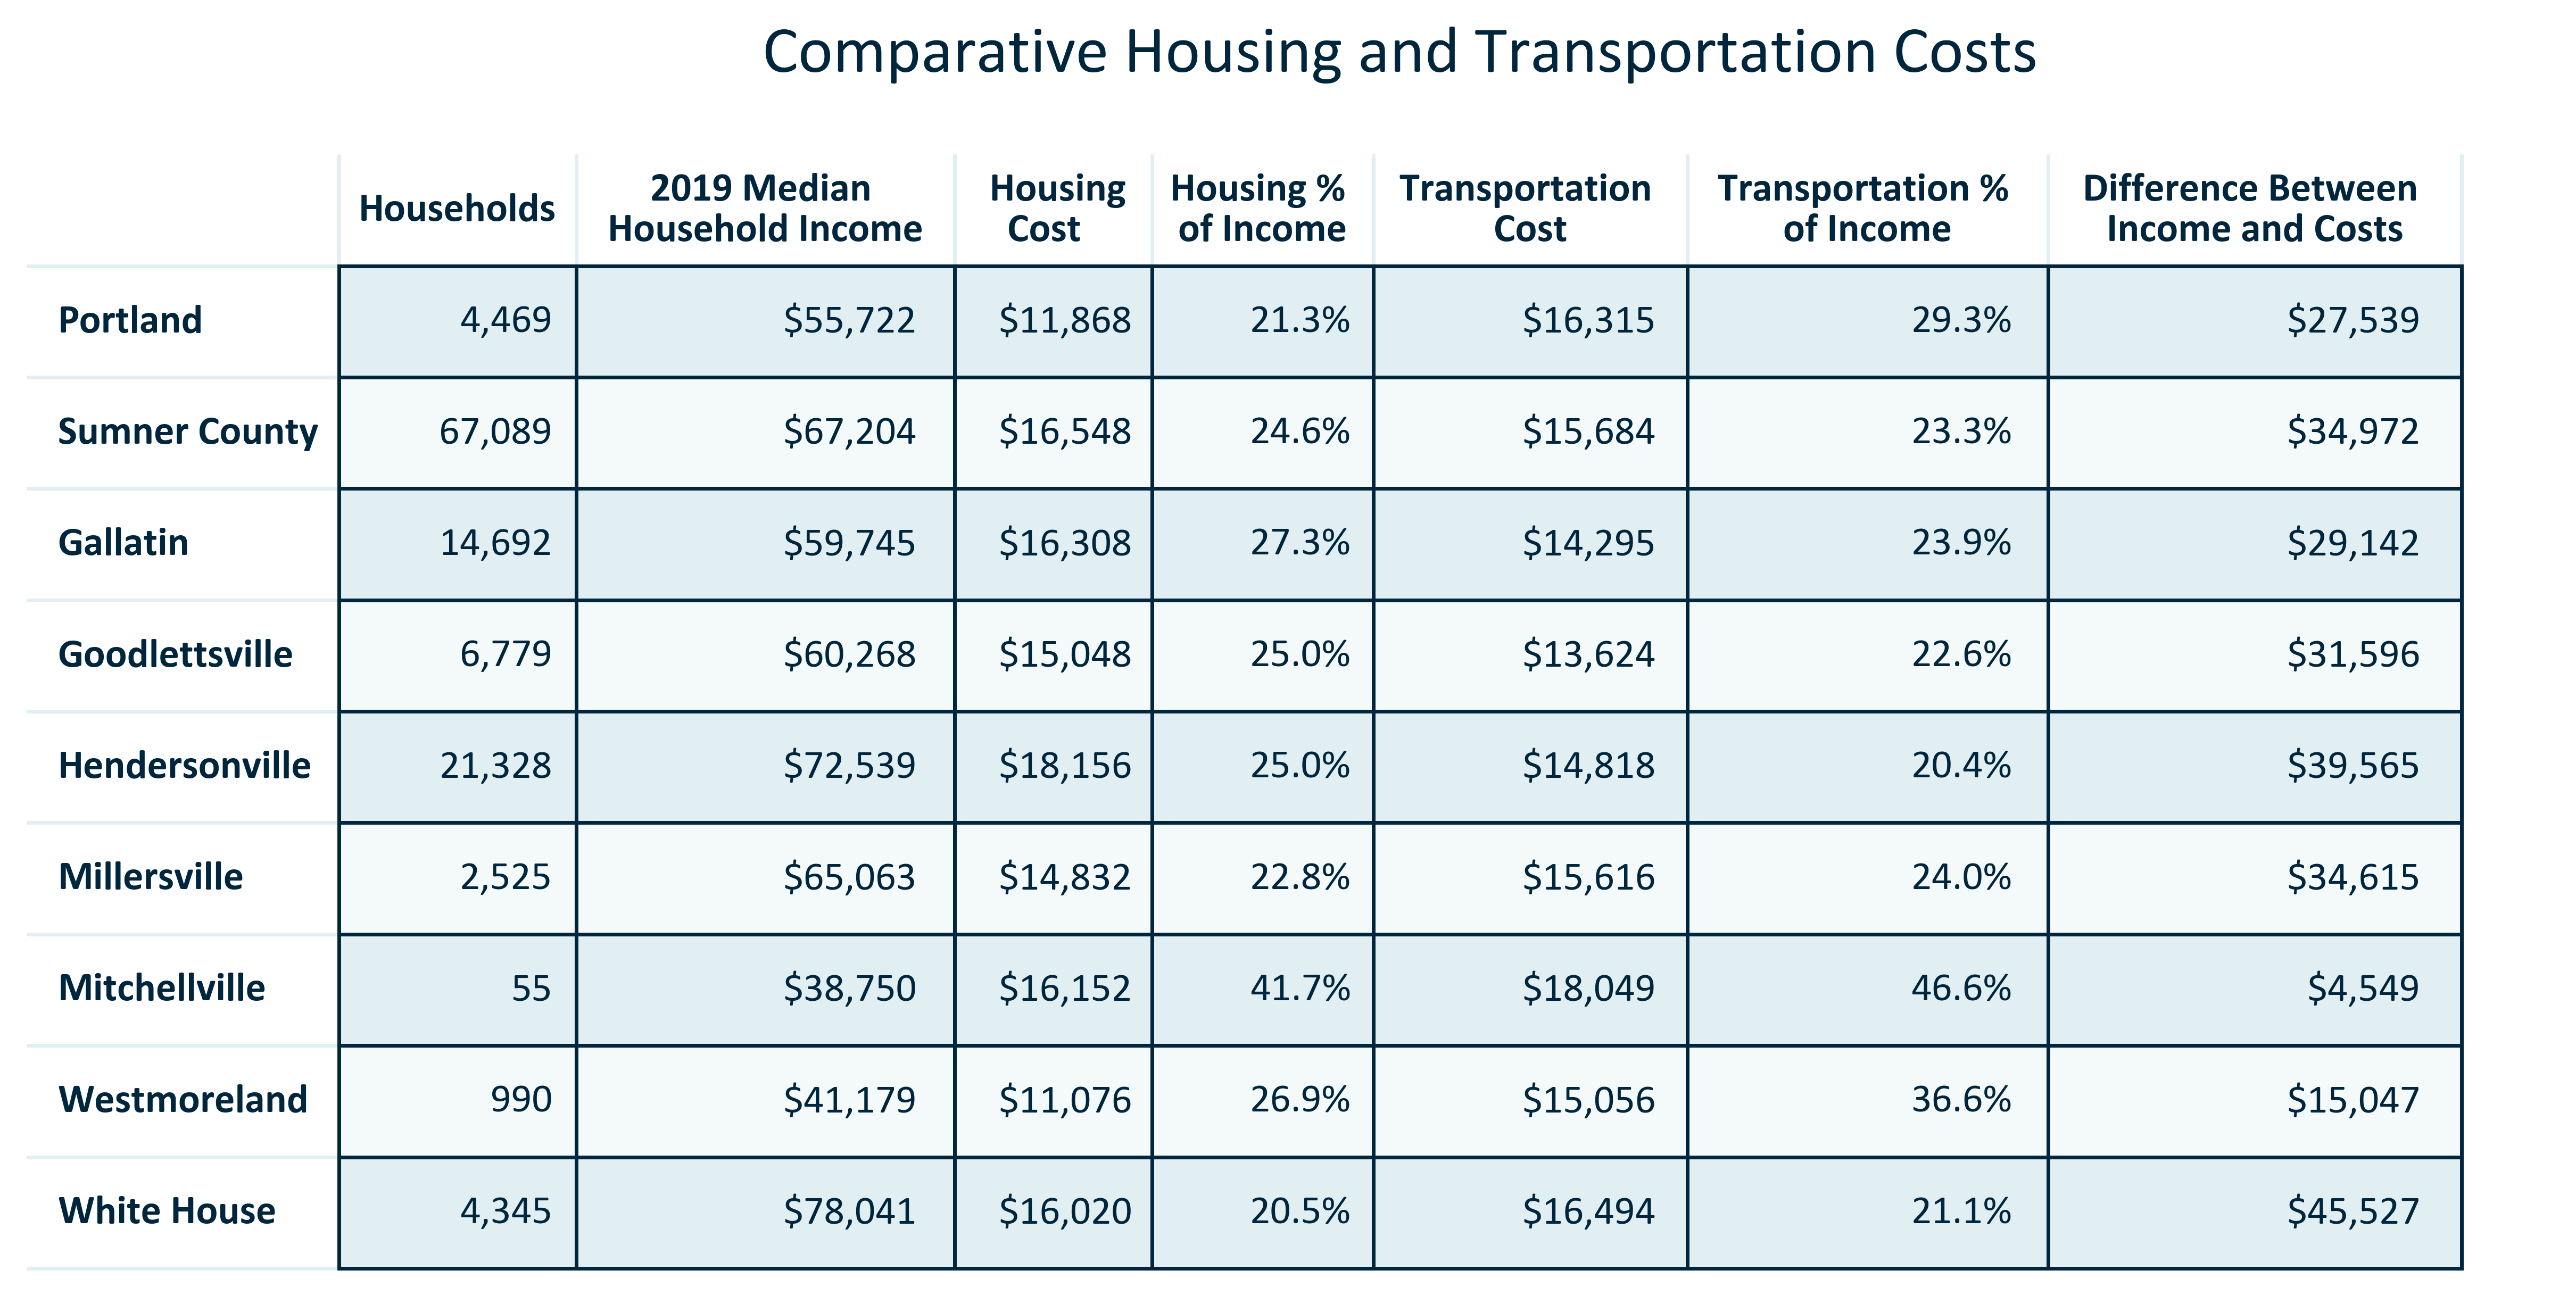 Comparative Housing and Transportation Costs
Households
2019 Median
Household Income
Housing
Cost
Housing %
of Income
Transportation
Cost
Transportation %
of Income
Difference Between
Income and Costs
Portland 4,469 $55,722 $11,868 21.3% $16,315 29.3% $27,539
Sumner County 67,089 $67,204 $16,548 24.6% $15,684 23.3% $34,972
Gallatin 14,692 $59,745 $16,308 27.3% $14,295 23.9% $29,142
Goodlettsville 6,779 $60,268 $15,048 25.0% $13,624 22.6% $31,596
Hendersonville 21,328 $72,539 $18,156 25.0% $14,818 20.4% $39,565
Millersville 2,525 $65,063 $14,832 22.8% $15,616 24.0% $34,615
Mitchellville 55 $38,750 $16,152 41.7% $18,049 46.6% $4,549
Westmoreland 990 $41,179 $11,076 26.9% $15,056 36.6% $15,047
White House 4,345 $78,041 $16,020 20.5% $16,494 21.1% $45,527